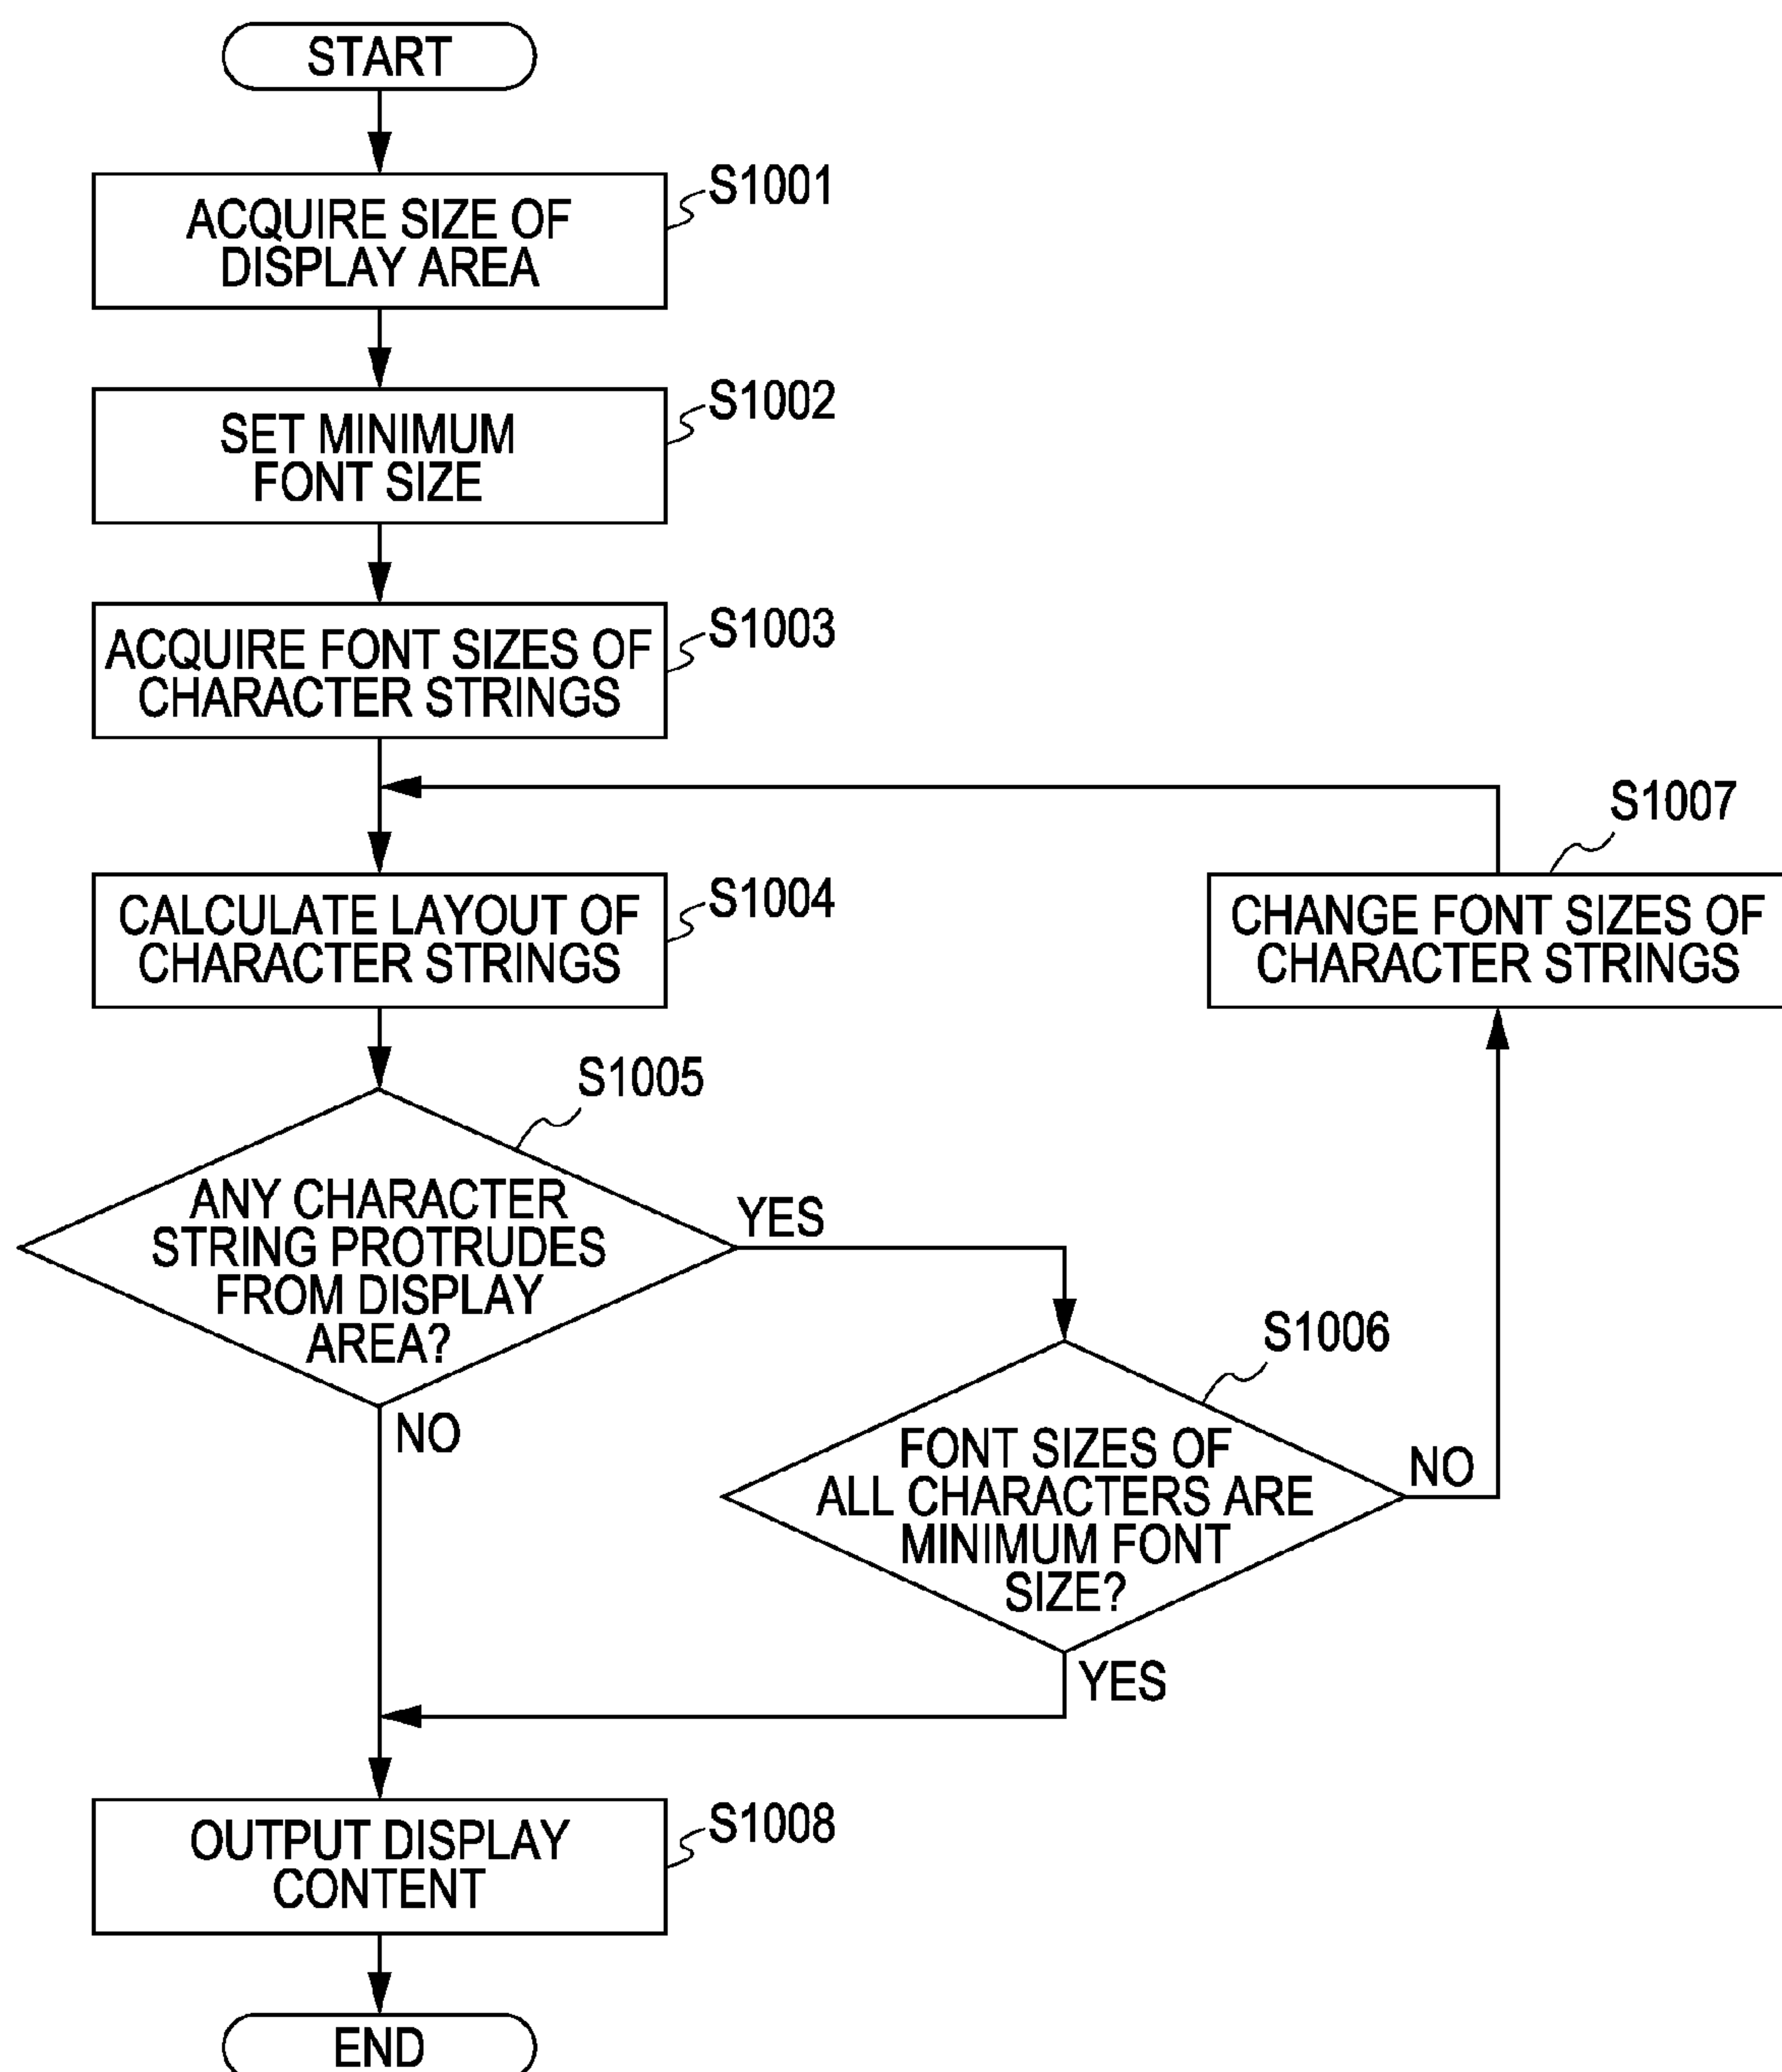 START
S1001
ACQUIRE SIZE OF
DISPLAY AREA
S1002
SET MINIMUM
FONT SIZE
S1003
ACQUIRE FONT SIZES OF
CHARACTER STRINGS
S1007
S1004
CALCULATE LAYOUT OF
CHARACTER STRINGS
CHANGE FONT SIZES OF
CHARACTER STRINGS
S1005
ANY CHARACTER
STRING PROTRUDES
FROM DISPLAY
AREA?
YES
NO
S1006
FONT SIZES OF
ALL CHARACTERS ARE
MINIMUM FONT
SIZE?
NO
YES
S1008
OUTPUT DISPLAY
CONTENT
END